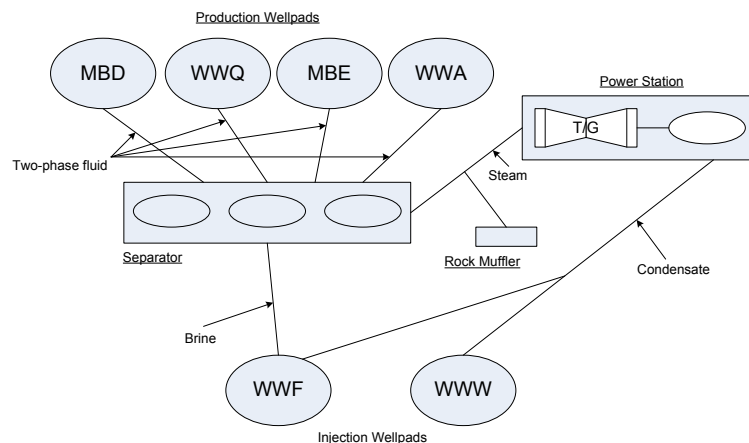 Production Wellpads
MBD
WWQ
MBE
WWA
Power Station
T/G
Two-phase fluid
Steam
Separator
Rock Muffler
Condensate
Brine
WWF
WWW
Injection Wellpads